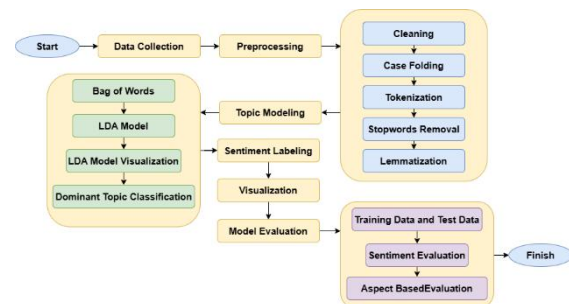 Start
Data Collection
Preprocessing
Cleaning
Case Folding
Tokenization
Stopwords Removal
Lemmatization
Topic Modeling
Bag of Words
LDA Model
LDA Model Visualization
Dominant Topic Classification
Sentiment Labeling
Visualization
Model Evaluation
Training Data and Test Data
Sentiment Evaluation
Aspect BasedEvaluation
Finish